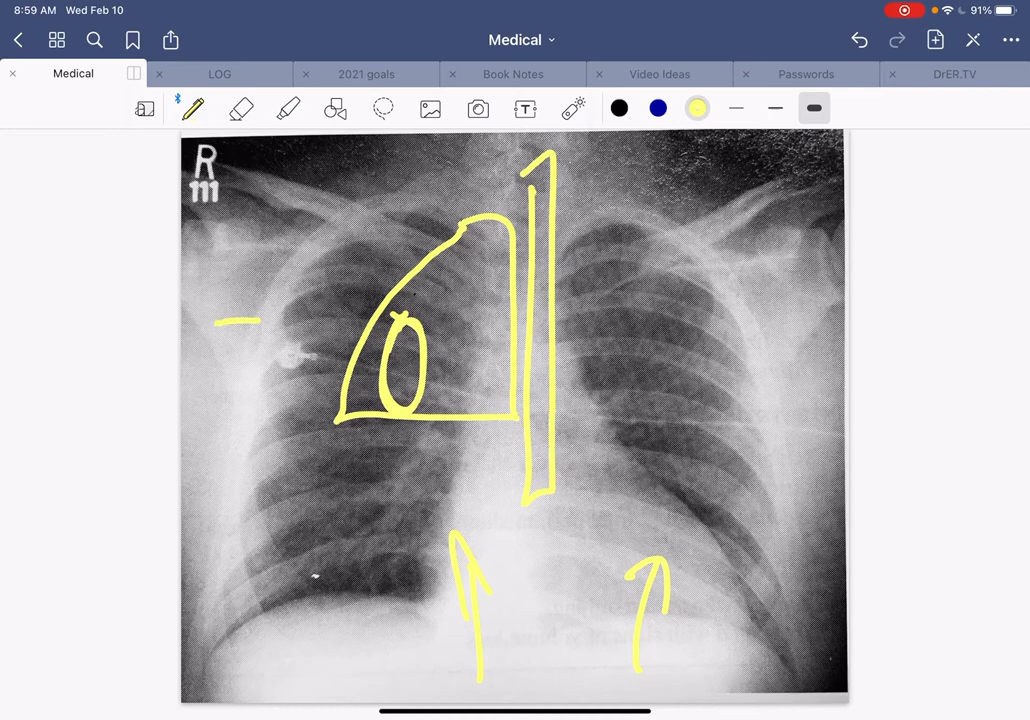 8:59 AM Wed Feb 10
91%
Medical
Medical
LOG
2021 goals
Book Notes
Video Ideas
Passwords
DrER.TV
T
R
111